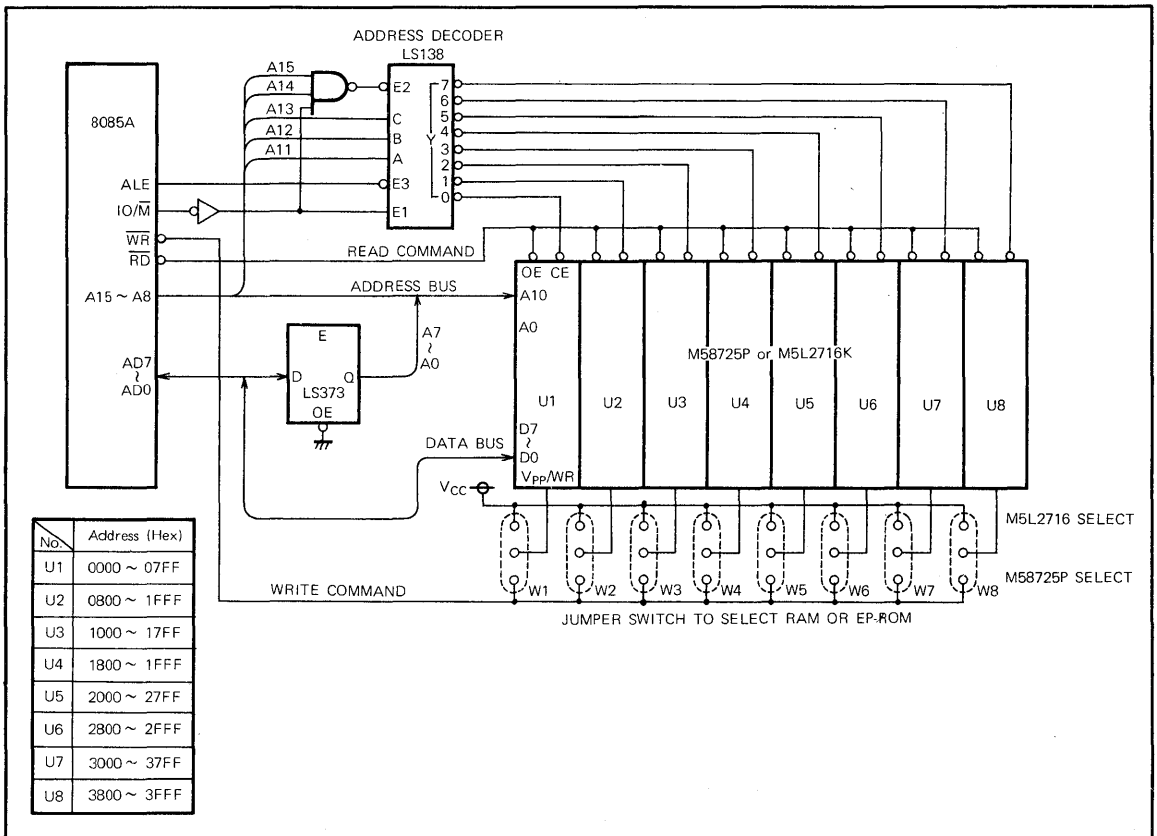 ADDRESS DECODER
LS138
8085A
A15
A14
A13
A12
A11
E2
C
B
A
E3
E1
Y
7
6
5
4
3
2
1
0
ALE
IO/M̅
W̅R̅
R̅D̅
READ COMMAND
A15 ~ A8
ADDRESS BUS
AD7
~
AD0
E
D
Q
LS373
OE
A7
~
A0
DATA BUS
OE CE
A10
A0
M58725P or M5L2716K
U1
U2
U3
U4
U5
U6
U7
U8
D7
~
D0
VPP/WR
VCC
M5L2716 SELECT
M58725P SELECT
WRITE COMMAND
W1
W2
W3
W4
W5
W6
W7
W8
JUMPER SWITCH TO SELECT RAM OR EP-ROM
No. Address (Hex)
U1 0000 ~ 07FF
U2 0800 ~ 1FFF
U3 1000 ~ 17FF
U4 1800 ~ 1FFF
U5 2000 ~ 27FF
U6 2800 ~ 2FFF
U7 3000 ~ 37FF
U8 3800 ~ 3FFF